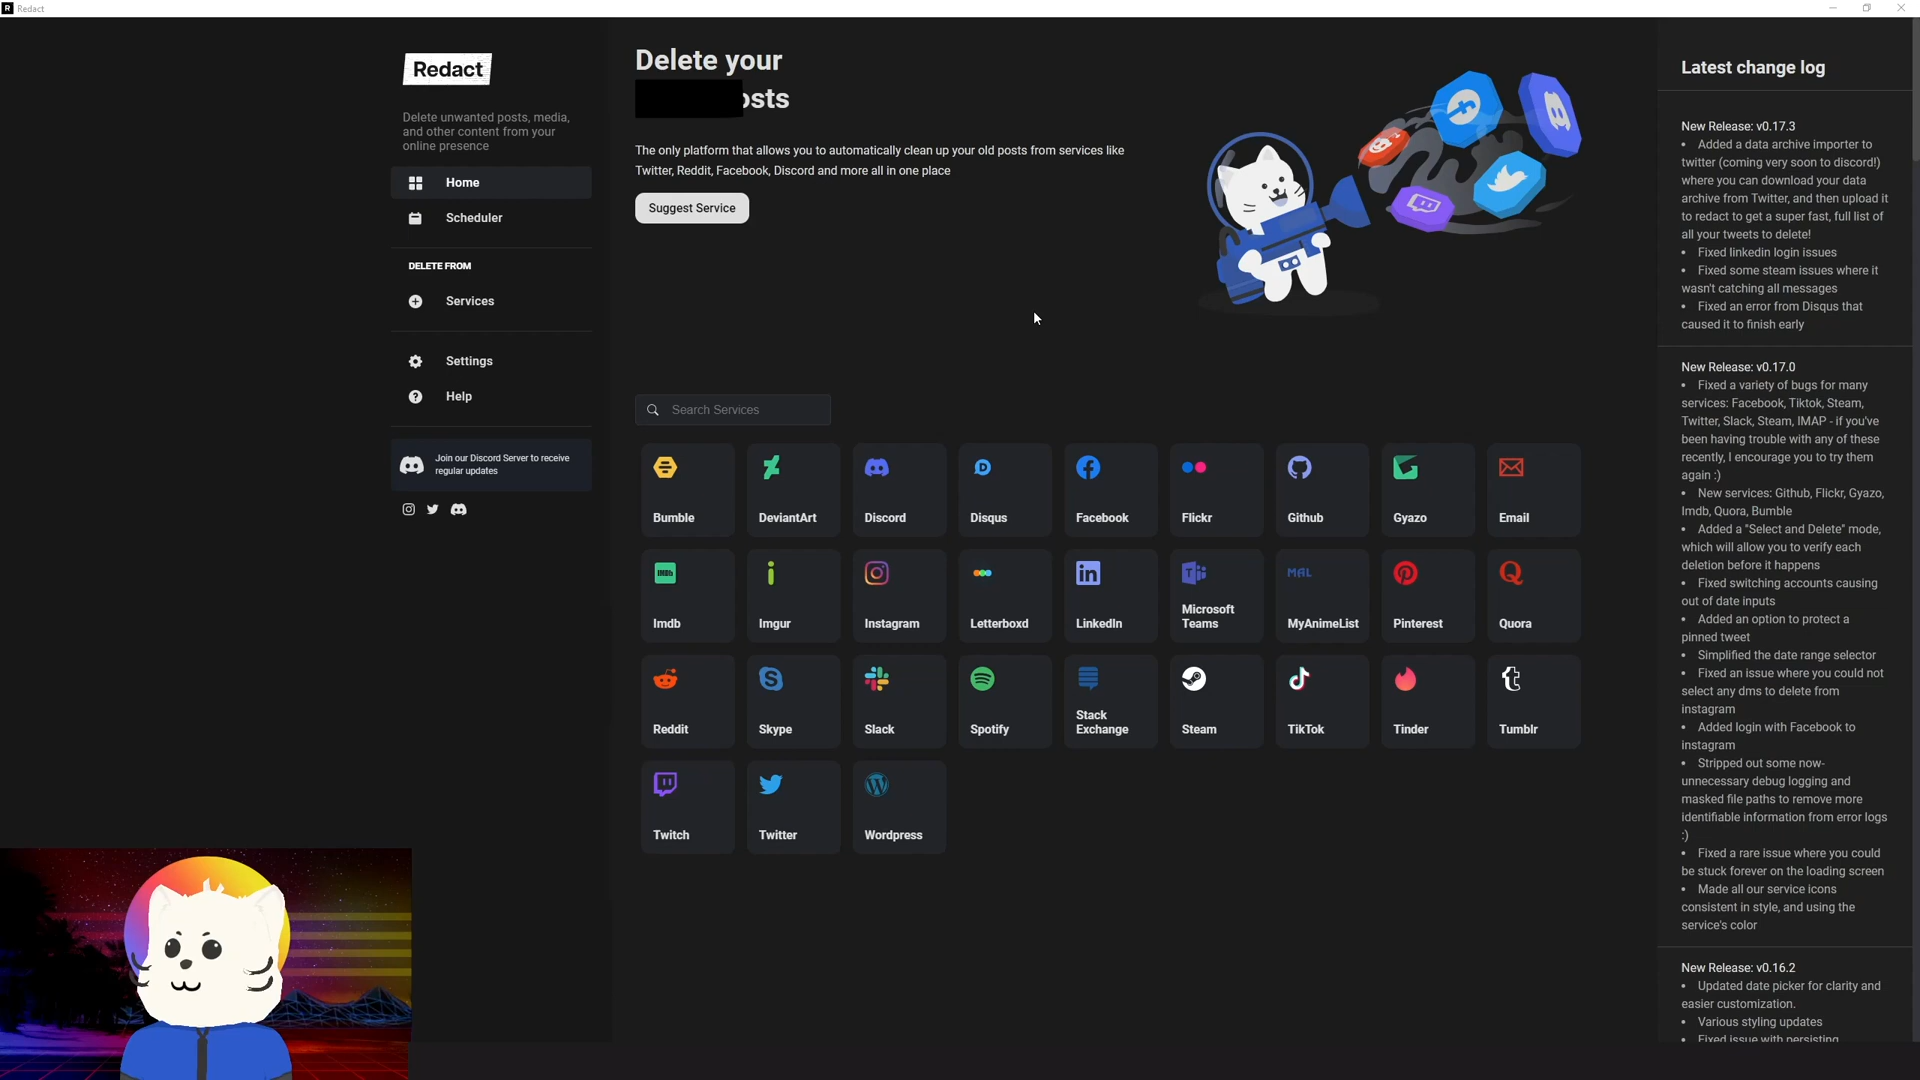 Redact
Redact
Delete unwanted posts, media,
and other content from your
online presence
Home
Scheduler
DELETE FROM
Services
Settings
Help
Join our Discord Server to receive
regular updates
Delete your
osts
The only platform that allows you to automatically clean up your old posts from services like
Twitter, Reddit, Facebook, Discord and more all in one place
Suggest Service
Search Services
Bumble
DeviantArt
Discord
Disqus
Facebook
Flickr
Github
Gyazo
Email
IMDb
MAL
Imdb
Imgur
Instagram
Letterboxd
LinkedIn
Microsoft
Teams
MyAnimeList
Pinterest
Quora
Reddit
Skype
Slack
Spotify
Stack
Exchange
Steam
TikTok
Tinder
Tumblr
Twitch
Twitter
Wordpress
Latest change log
New Release: v0.17.3
• Added a data archive importer to
twitter (coming very soon to discord!)
where you can download your data
archive from Twitter, and then upload it
to redact to get a super fast, full list of
all your tweets to delete!
• Fixed linkedin login issues
• Fixed some steam issues where it
wasn't catching all messages
• Fixed an error from Disqus that
caused it to finish early
New Release: v0.17.0
• Fixed a variety of bugs for many
services: Facebook, Tiktok, Steam,
Twitter, Slack, Steam, IMAP - if you've
been having trouble with any of these
recently, I encourage you to try them
again :)
• New services: Github, Flickr, Gyazo,
Imdb, Quora, Bumble
• Added a "Select and Delete" mode,
which will allow you to verify each
deletion before it happens
• Fixed switching accounts causing
out of date inputs
• Added an option to protect a
pinned tweet
• Simplified the date range selector
• Fixed an issue where you could not
select any dms to delete from
instagram
• Added login with Facebook to
instagram
• Stripped out some now-
unnecessary debug logging and
masked file paths to remove more
identifiable information from error logs
:)
• Fixed a rare issue where you could
be stuck forever on the loading screen
• Made all our service icons
consistent in style, and using the
service's color
New Release: v0.16.2
• Updated date picker for clarity and
easier customization.
• Various styling updates
• Fixed issue with persisting